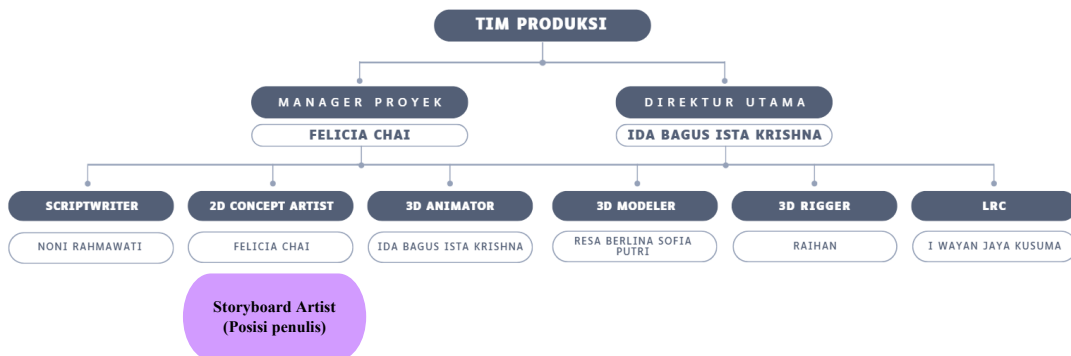 TIM PRODUKSI
MANAGER PROYEK
DIREKTUR UTAMA
FELICIA CHAI
IDA BAGUS ISTA KRISHNA
SCRIPTWRITER
2D CONCEPT ARTIST
3D ANIMATOR
3D MODELER
3D RIGGER
LRC
NONI RAHMAWATI
FELICIA CHAI
IDA BAGUS ISTA KRISHNA
RESA BERLINA SOFIA
PUTRI
RAIHAN
I WAYAN JAYA KUSUMA
Storyboard Artist
(Posisi penulis)